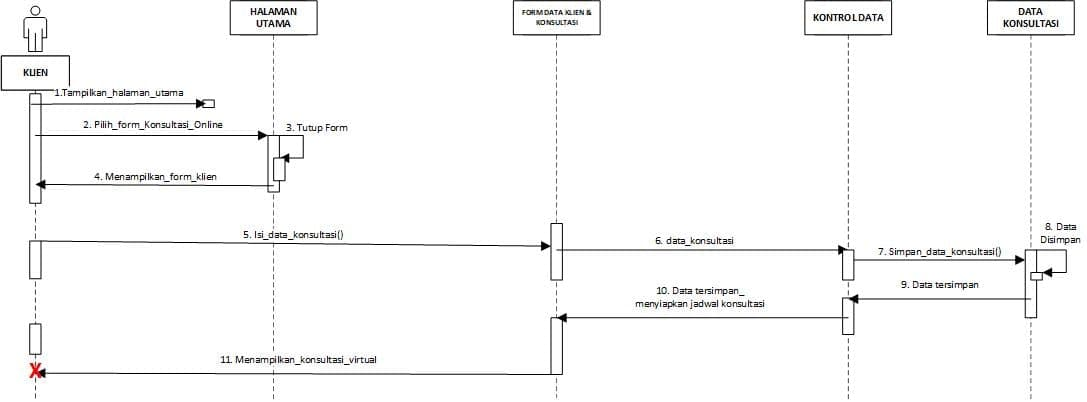 HALAMAN
UTAMA
FORM DATA KLIEN &
KONSULTASI
KONTROL DATA
DATA
KONSULTASI
KLIEN
1.Tampilkan_halaman_utama
2. Pilih_form_Konsultasi_Online
3. Tutup Form
4. Menampilkan_form_klien
5. Isi_data_konsultasi()
6. data_konsultasi
7. Simpan_data_konsultasi()
8. Data
Disimpan
9. Data tersimpan
10. Data tersimpan_
menyiapkan jadwal konsultasi
11. Menampilkan_konsultasi_virtual